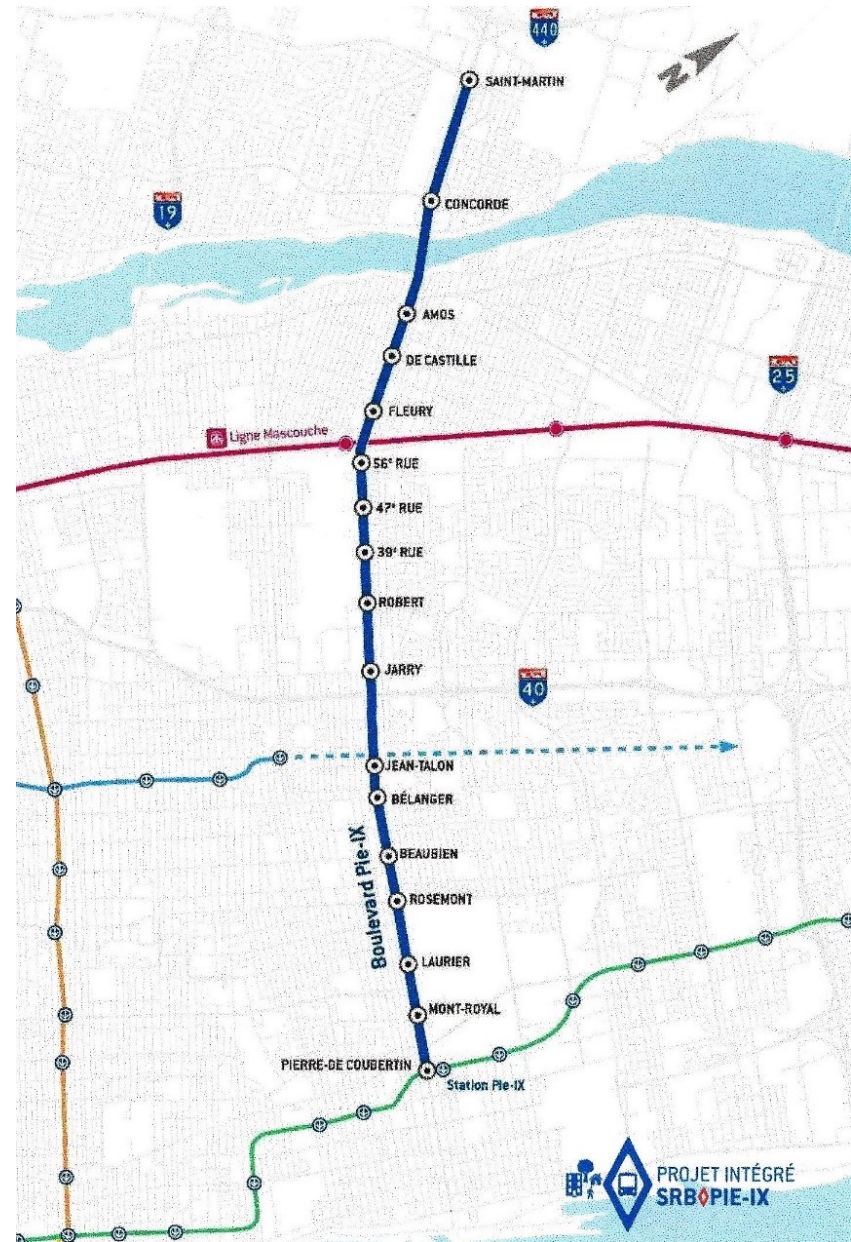 440
N
SAINT-MARTIN
CONCORDE
19
AMOS
DE CASTILLE
25
FLEURY
Ligne Mascouche
56e RUE
47e RUE
39e RUE
ROBERT
JARRY
40
JEAN-TALON
BÉLANGER
BEAUBIEN
Boulevard Pie-IX
ROSEMONT
LAURIER
MONT-ROYAL
PIERRE-DE COUBERTIN
Station Pie-IX
PROJET INTÉGRÉ
SRB PIE-IX